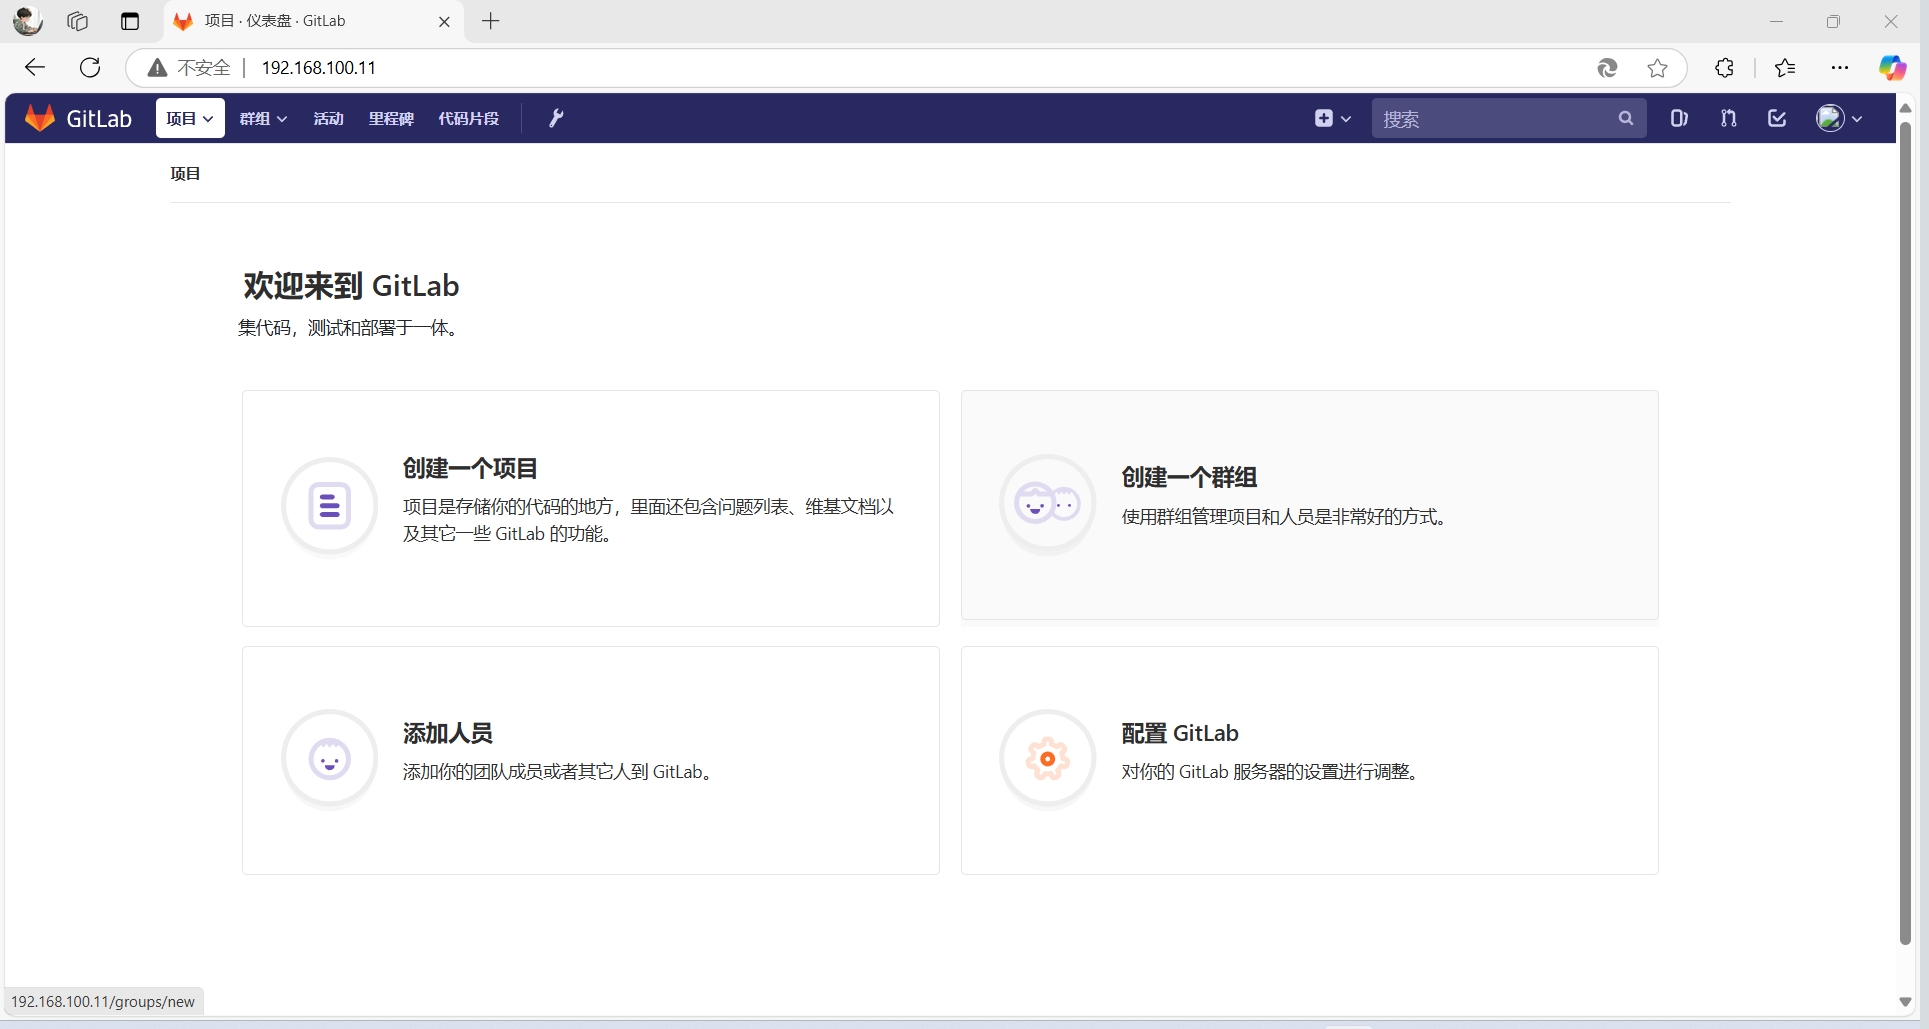 项目 · 仪表盘 · GitLab
不安全
192.168.100.11
GitLab
项目
群组
活动
里程碑
代码片段
搜索
项目
欢迎来到 GitLab
集代码，测试和部署于一体。
创建一个项目
项目是存储你的代码的地方，里面还包含问题列表、维基文档以
及其它一些 GitLab 的功能。
创建一个群组
使用群组管理项目和人员是非常好的方式。
添加人员
添加你的团队成员或者其它人到 GitLab。
配置 GitLab
对你的 GitLab 服务器的设置进行调整。
192.168.100.11/groups/new